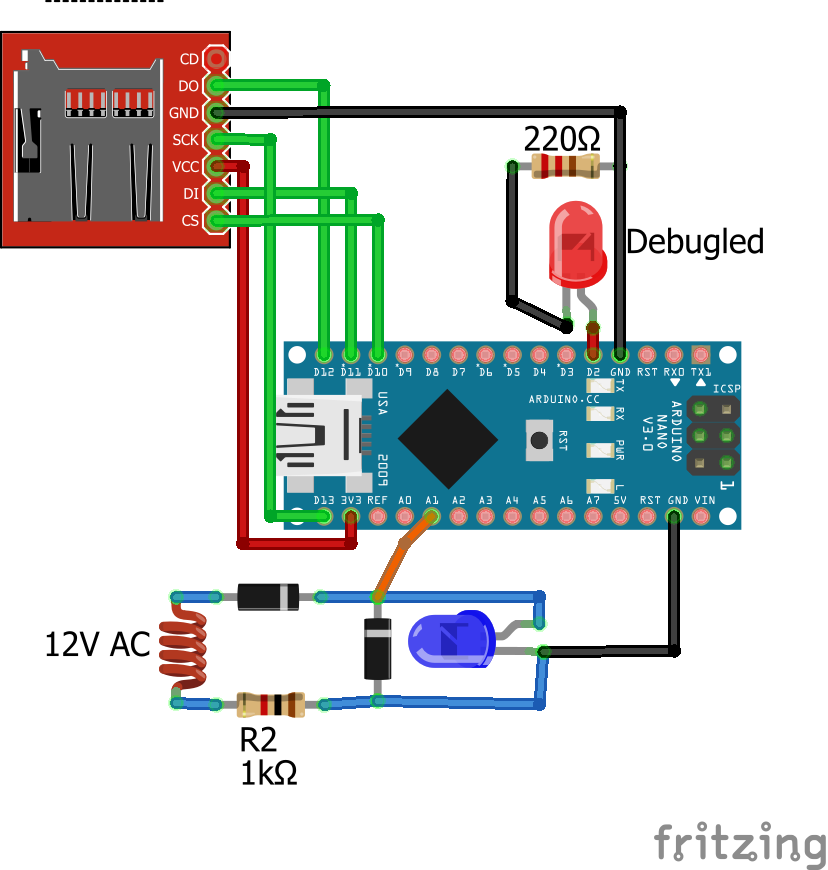 CD
DO
GND
SCK
VCC
DI
CS
220Ω
Debugled
D12 D11 D10 D9 D8 D7 D6 D5 D4 D3 D2 GND RST RX0 TX1
ICSP
USA
2005
ARDUINO.CC
RST
TX
RX
PWR
L
ARDUINO
NANO
V3.0
1
D13 3V3 REF A0 A1 A2 A3 A4 A5 A6 A7 5V RST GND VIN
12V AC
R2
1kΩ
fritzing